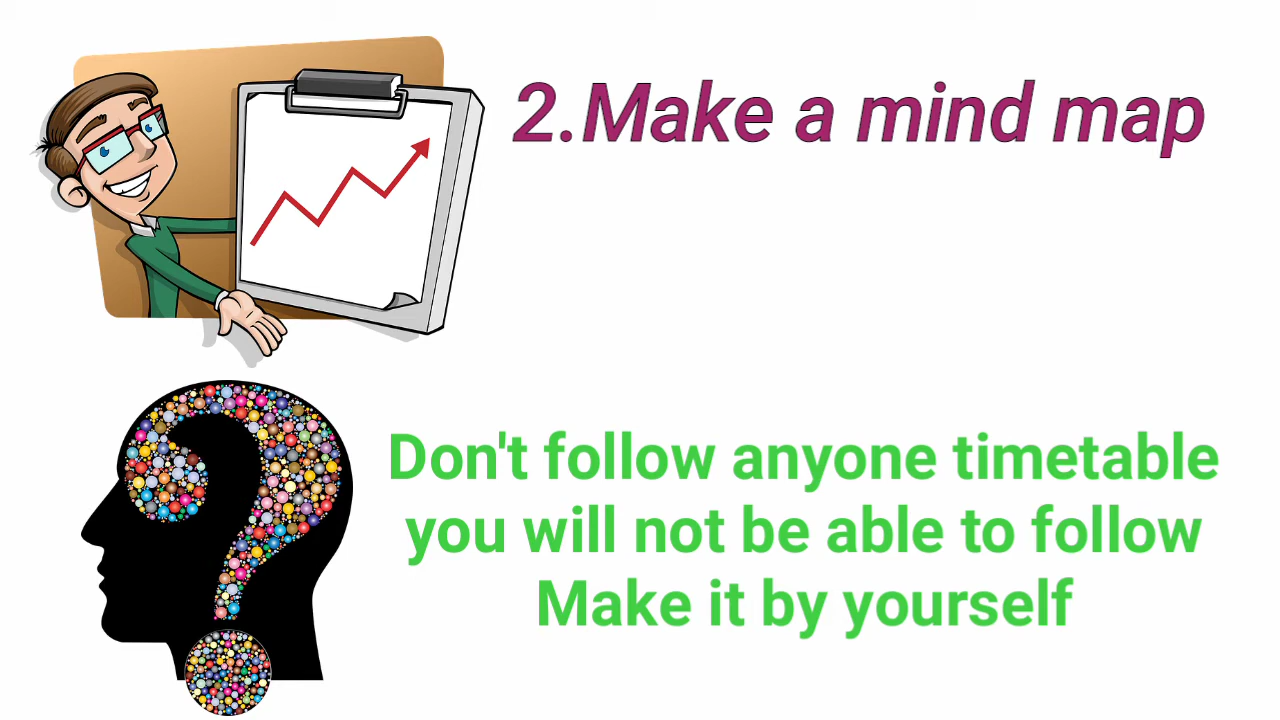 2.Make a mind map
Don't follow anyone timetable
you will not be able to follow
Make it by yourself